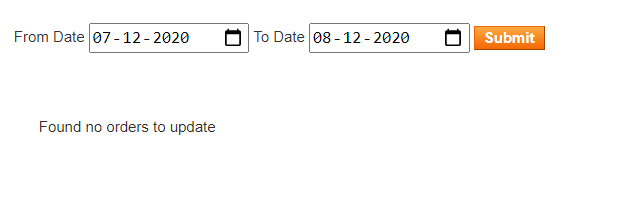 From Date 07-12-2020 To Date 08-12-2020 Submit
Found no orders to update